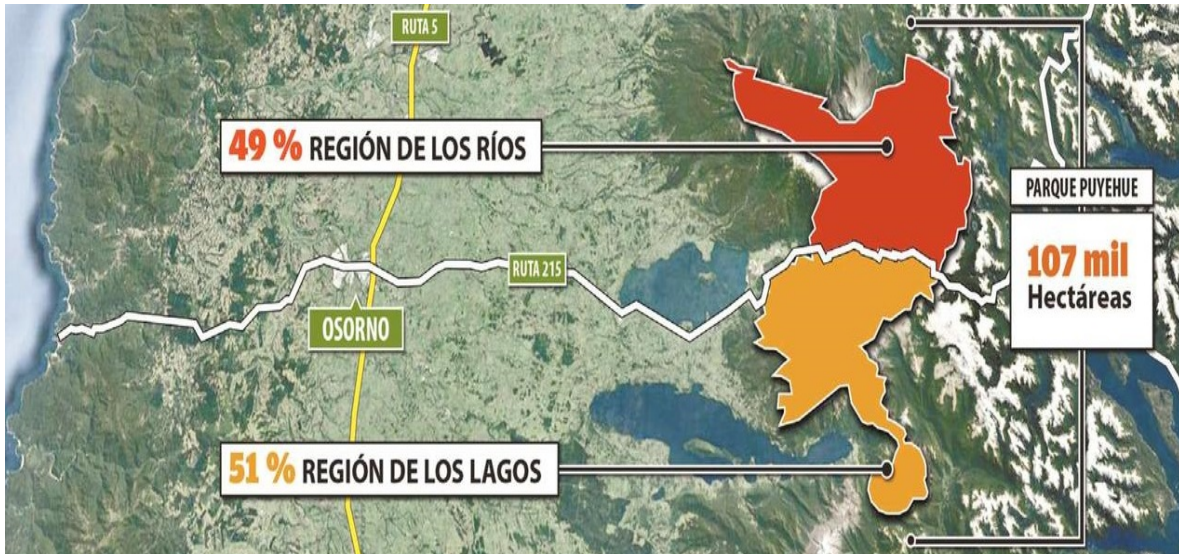 RUTA 5
49 % REGIÓN DE LOS RÍOS
PARQUE PUYEHUE
107 mil
Hectáreas
RUTA 215
OSORNO
51 % REGIÓN DE LOS LAGOS